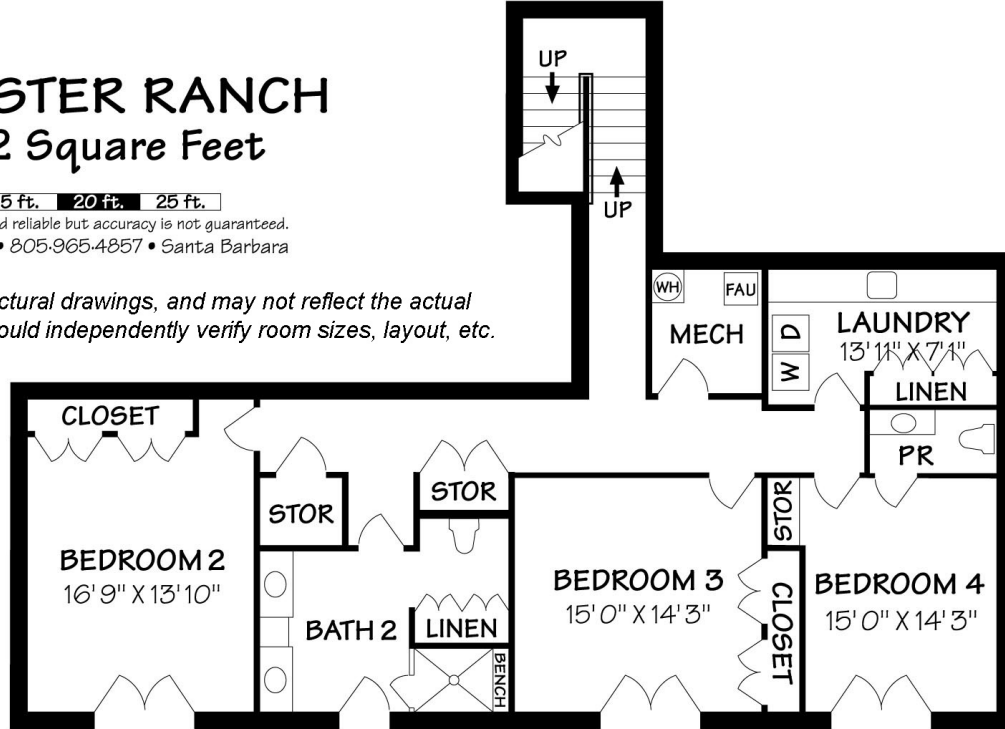 STER RANCH
2 Square Feet
5 ft. 20 ft. 25 ft.
d reliable but accuracy is not guaranteed.
• 805•965•4857 • Santa Barbara
ctural drawings, and may not reflect the actual
ould independently verify room sizes, layout, etc.
UP
UP
WH
FAU
MECH
LAUNDRY
13'11" X 7'1"
W D
LINEN
PR
CLOSET
STOR
STOR
STOR
BEDROOM 2
16'9" X 13'10"
BATH 2
LINEN
BENCH
BEDROOM 3
15'0" X 14'3"
CLOSET
BEDROOM 4
15'0" X 14'3"